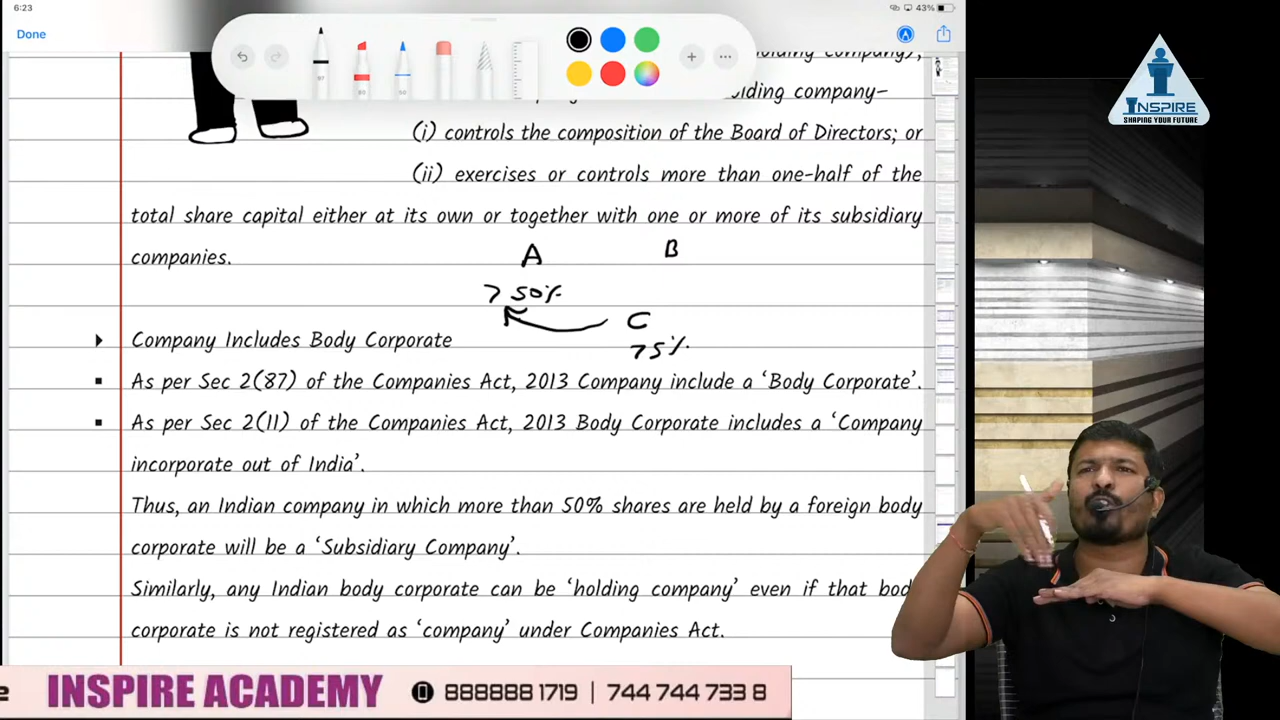 6:23
43%
Done
holding company),
holding company–
(i) controls the composition of the Board of Directors; or
(ii) exercises or controls more than one-half of the
total share capital either at its own or together with one or more of its subsidiary
companies.
A B
> 50%
C
75%
Company Includes Body Corporate
As per Sec 2(87) of the Companies Act, 2013 Company include a ‘Body Corporate’.
As per Sec 2(11) of the Companies Act, 2013 Body Corporate includes a ‘Company
incorporate out of India’.
Thus, an Indian company in which more than 50% shares are held by a foreign body
corporate will be a ‘Subsidiary Company’.
Similarly, any Indian body corporate can be ‘holding company’ even if that body
corporate is not registered as ‘company’ under Companies Act.
INSPIRE
SHAPING YOUR FUTURE
INSPIRE ACADEMY 888888 1719 | 744 744 733 8